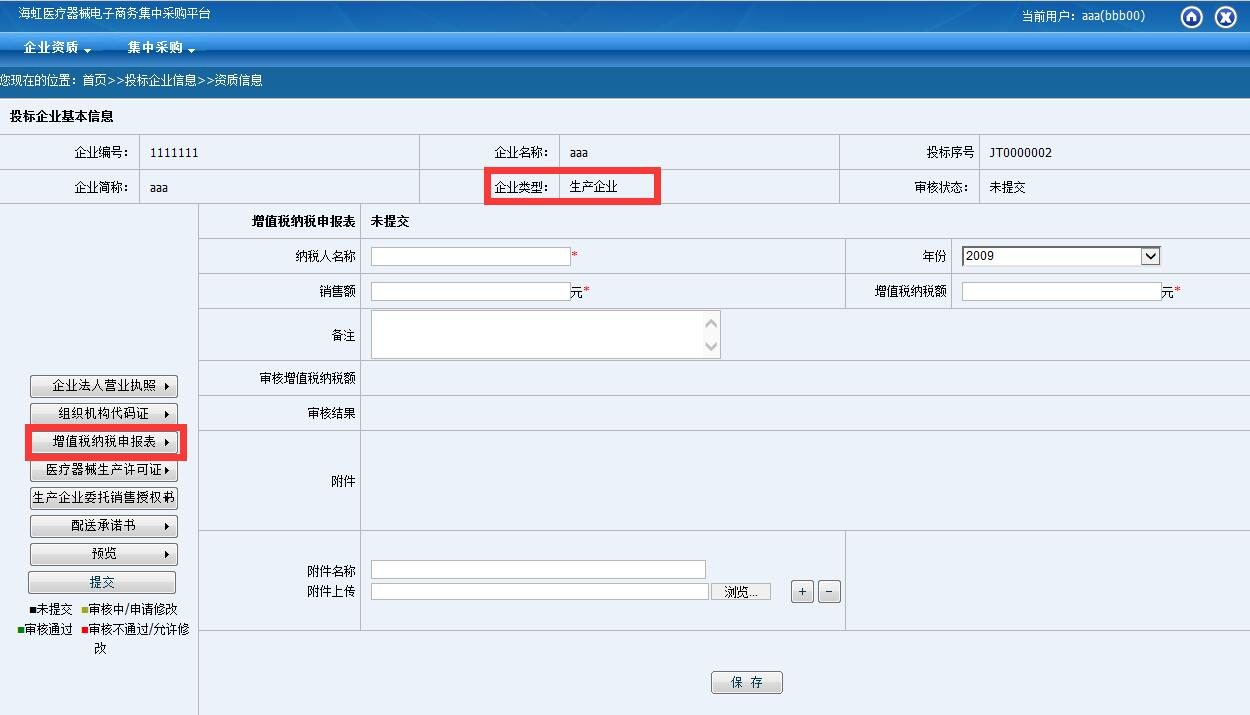 海虹医疗器械电子商务集中采购平台
当前用户：aaa(bbb00)
企业资质 集中采购
您现在的位置：首页>>投标企业信息>>资质信息
投标企业基本信息
企业编号： 1111111 企业名称： aaa 投标序号 JT0000002
企业简称： aaa 企业类型： 生产企业 审核状态： 未提交
增值税纳税申报表 未提交
纳税人名称 * 年份 2009
销售额 元* 增值税纳税额 元*
备注
审核增值税纳税额
审核结果
附件
附件名称
附件上传 浏览... + -
保 存
企业法人营业执照
组织机构代码证
增值税纳税申报表
医疗器械生产许可证
生产企业委托销售授权书
配送承诺书
预览
提交
■未提交 ■审核中/申请修改
■审核通过 ■审核不通过/允许修
改